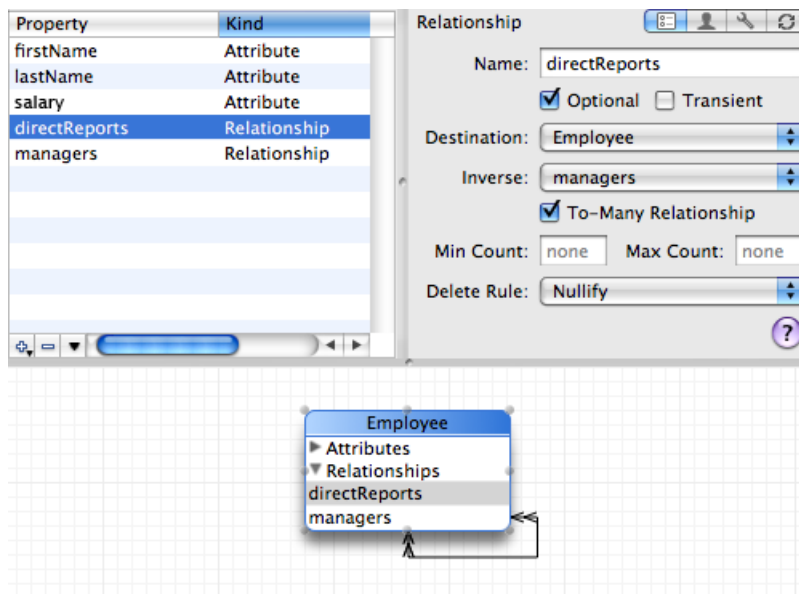 Property Kind
firstName Attribute
lastName Attribute
salary Attribute
directReports Relationship
managers Relationship
Relationship
Name: directReports
Optional Transient
Destination: Employee
Inverse: managers
To-Many Relationship
Min Count: none Max Count: none
Delete Rule: Nullify
?
Employee
Attributes
Relationships
directReports
managers